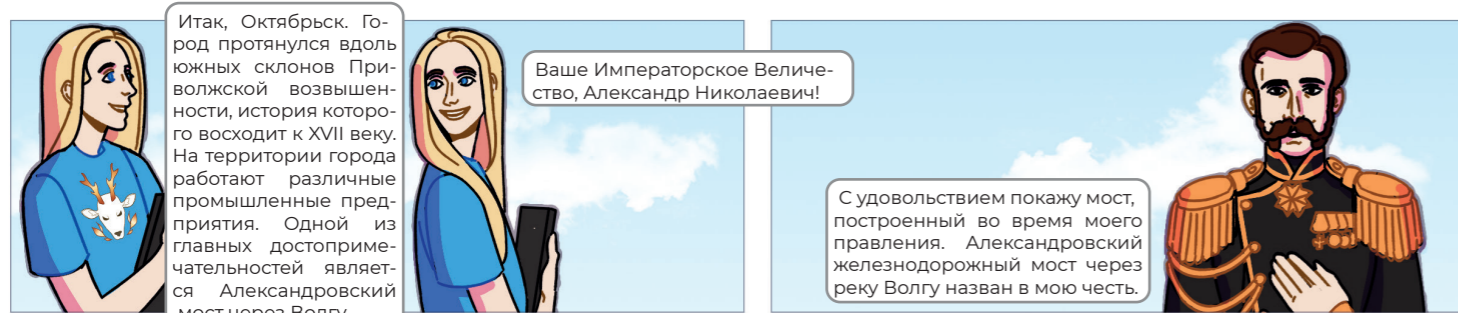 Итак, Октябрьск. Го-
род протянулся вдоль
южных склонов При-
волжской возвышен-
ности, история которо-
го восходит к XVII веку.
На территории города
работают различные
промышленные пред-
приятия. Одной из
главных достоприме-
чательностей являет-
ся Александровский
мост через Волгу.
Ваше Императорское Величе-
ство, Александр Николаевич!
С удовольствием покажу мост,
построенный во время моего
правления. Александровский
железнодорожный мост через
реку Волгу назван в мою честь.